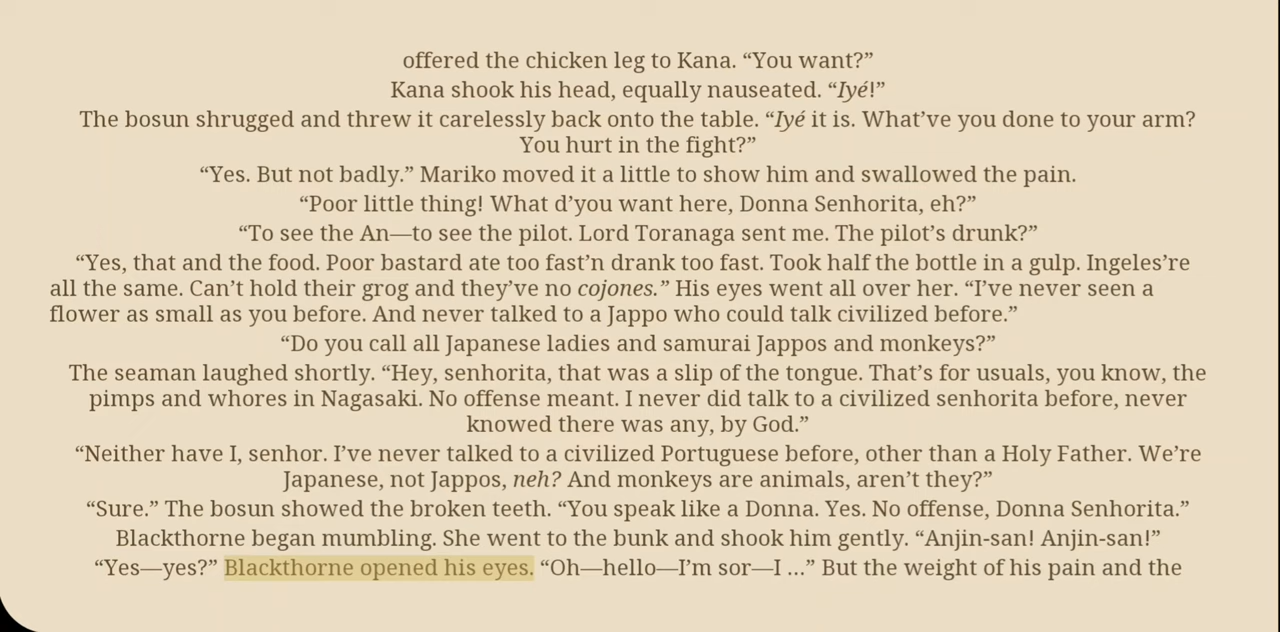 offered the chicken leg to Kana. “You want?”
Kana shook his head, equally nauseated. “Iyé!”
The bosun shrugged and threw it carelessly back onto the table. “Iyé it is. What’ve you done to your arm?
You hurt in the fight?”
“Yes. But not badly.” Mariko moved it a little to show him and swallowed the pain.
“Poor little thing! What d’you want here, Donna Senhorita, eh?”
“To see the An—to see the pilot. Lord Toranaga sent me. The pilot’s drunk?”
“Yes, that and the food. Poor bastard ate too fast’n drank too fast. Took half the bottle in a gulp. Ingeles’re
all the same. Can’t hold their grog and they’ve no cojones.” His eyes went all over her. “I’ve never seen a
flower as small as you before. And never talked to a Jappo who could talk civilized before.”
“Do you call all Japanese ladies and samurai Jappos and monkeys?”
The seaman laughed shortly. “Hey, senhorita, that was a slip of the tongue. That’s for usuals, you know, the
pimps and whores in Nagasaki. No offense meant. I never did talk to a civilized senhorita before, never
knowed there was any, by God.”
“Neither have I, senhor. I’ve never talked to a civilized Portuguese before, other than a Holy Father. We’re
Japanese, not Jappos, neh? And monkeys are animals, aren’t they?”
“Sure.” The bosun showed the broken teeth. “You speak like a Donna. Yes. No offense, Donna Senhorita.”
Blackthorne began mumbling. She went to the bunk and shook him gently. “Anjin-san! Anjin-san!”
“Yes—yes?” Blackthorne opened his eyes. “Oh—hello—I’m sor—I ...” But the weight of his pain and the